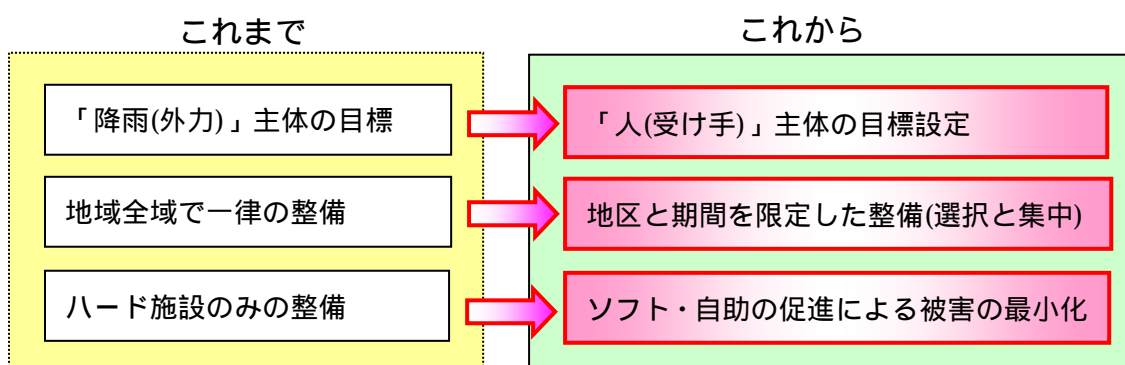 これまで
これから
「降雨(外力)」主体の目標
「人(受け手)」主体の目標設定
地域全域で一律の整備
地区と期間を限定した整備(選択と集中)
ハード施設のみの整備
ソフト・自助の促進による被害の最小化